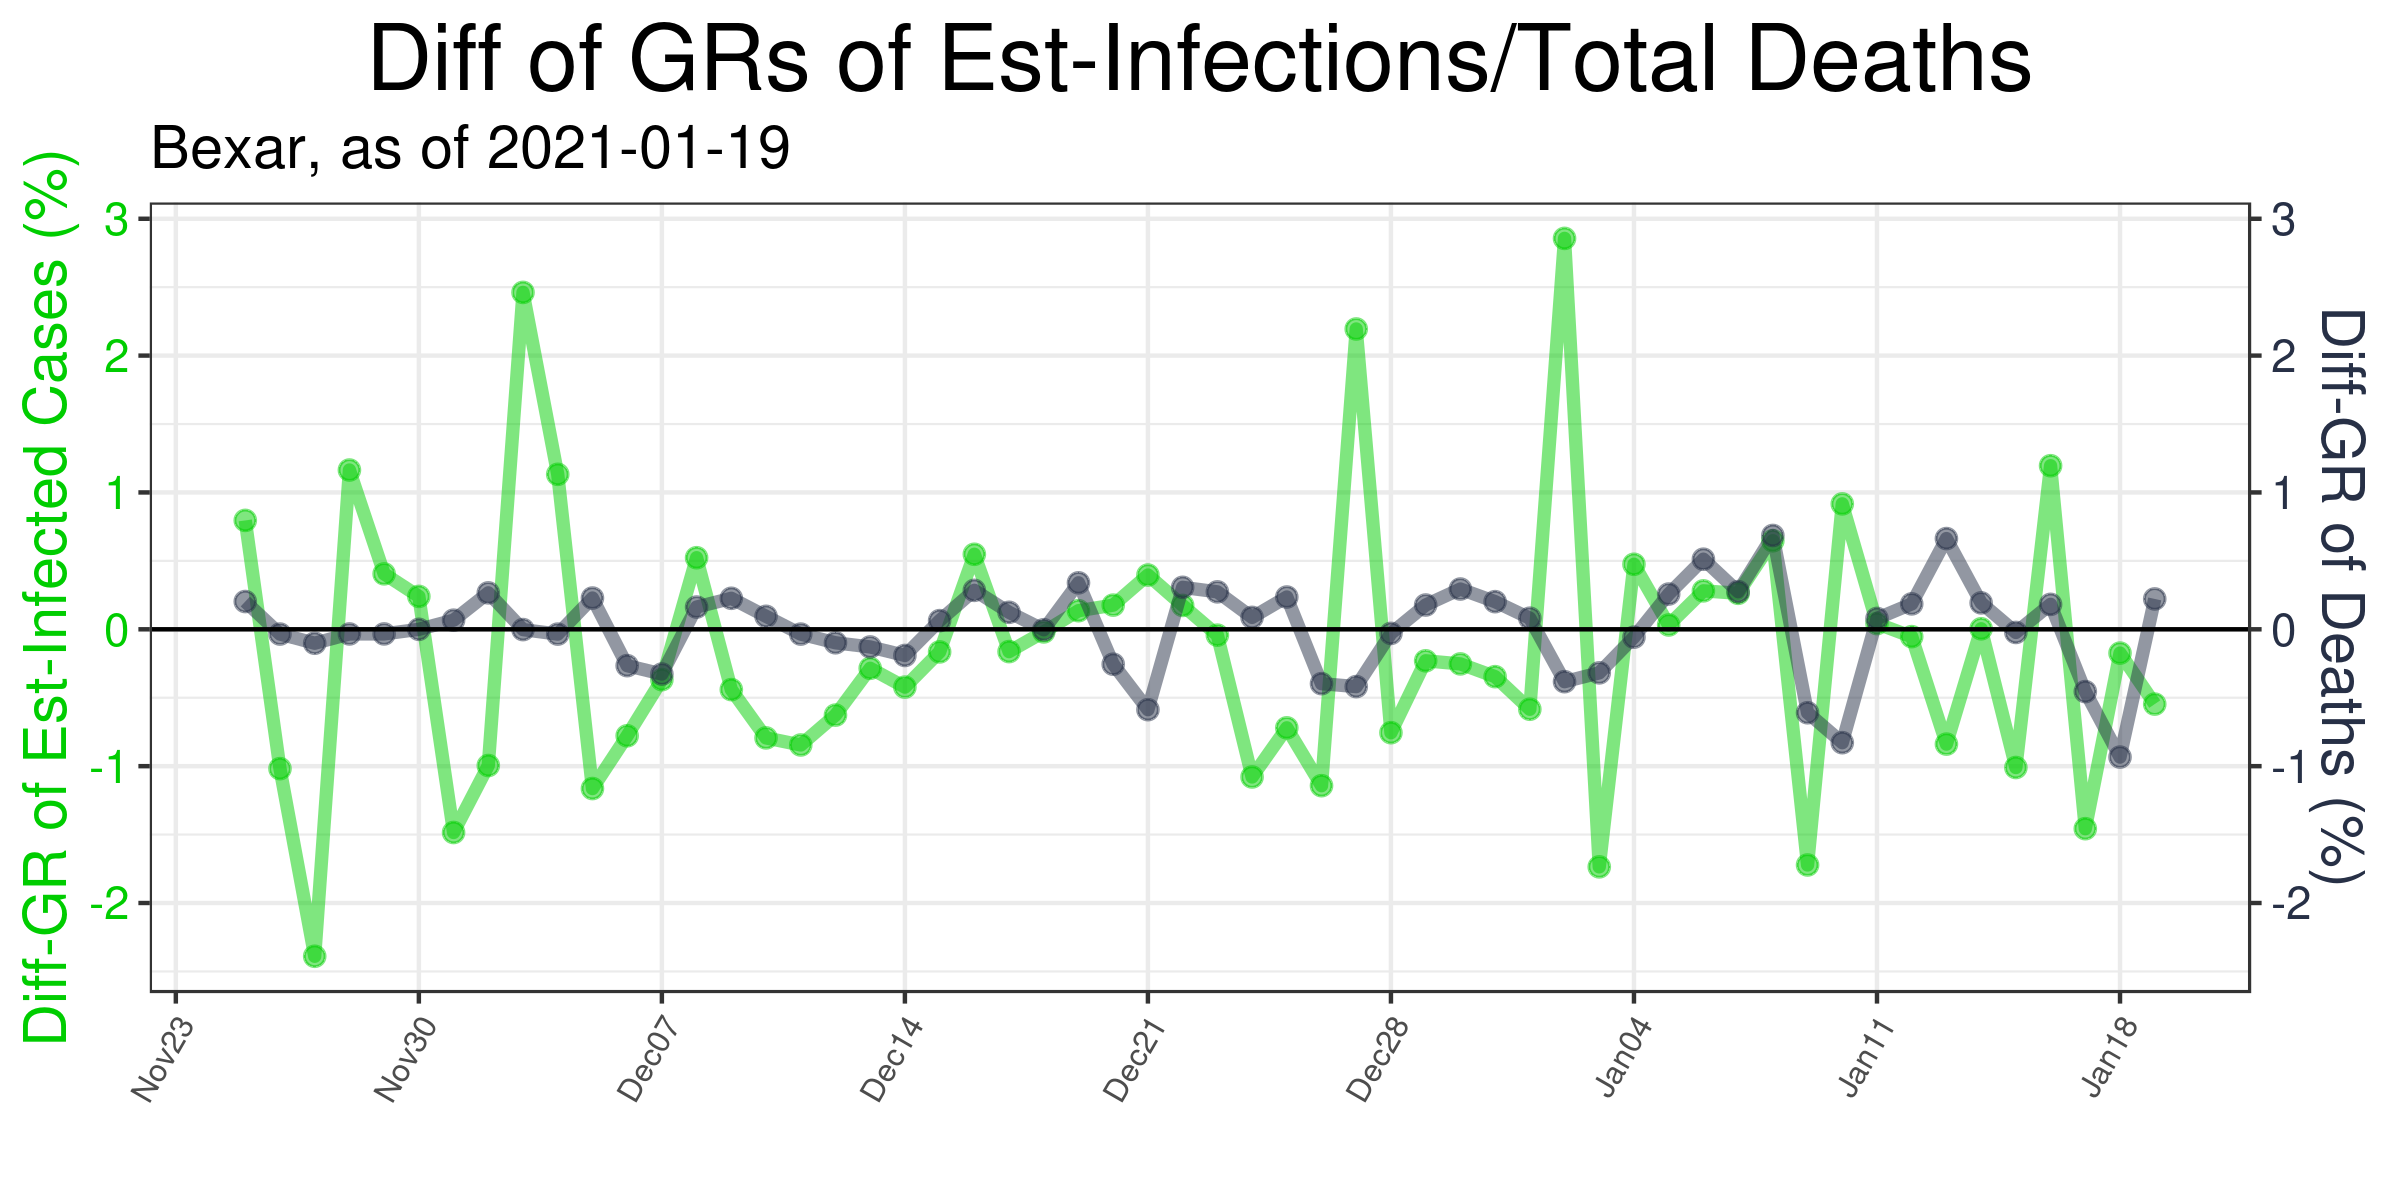 Diff of GRs of Est-Infections/Total Deaths
Bexar, as of 2021-01-19
Diff-GR of Est-Infected Cases (%)
3
2
1
0
-1
-2
3
2
1
0
-1
-2
Diff-GR of Deaths (%)
Nov23
Nov30
Dec07
Dec14
Dec21
Dec28
Jan04
Jan11
Jan18